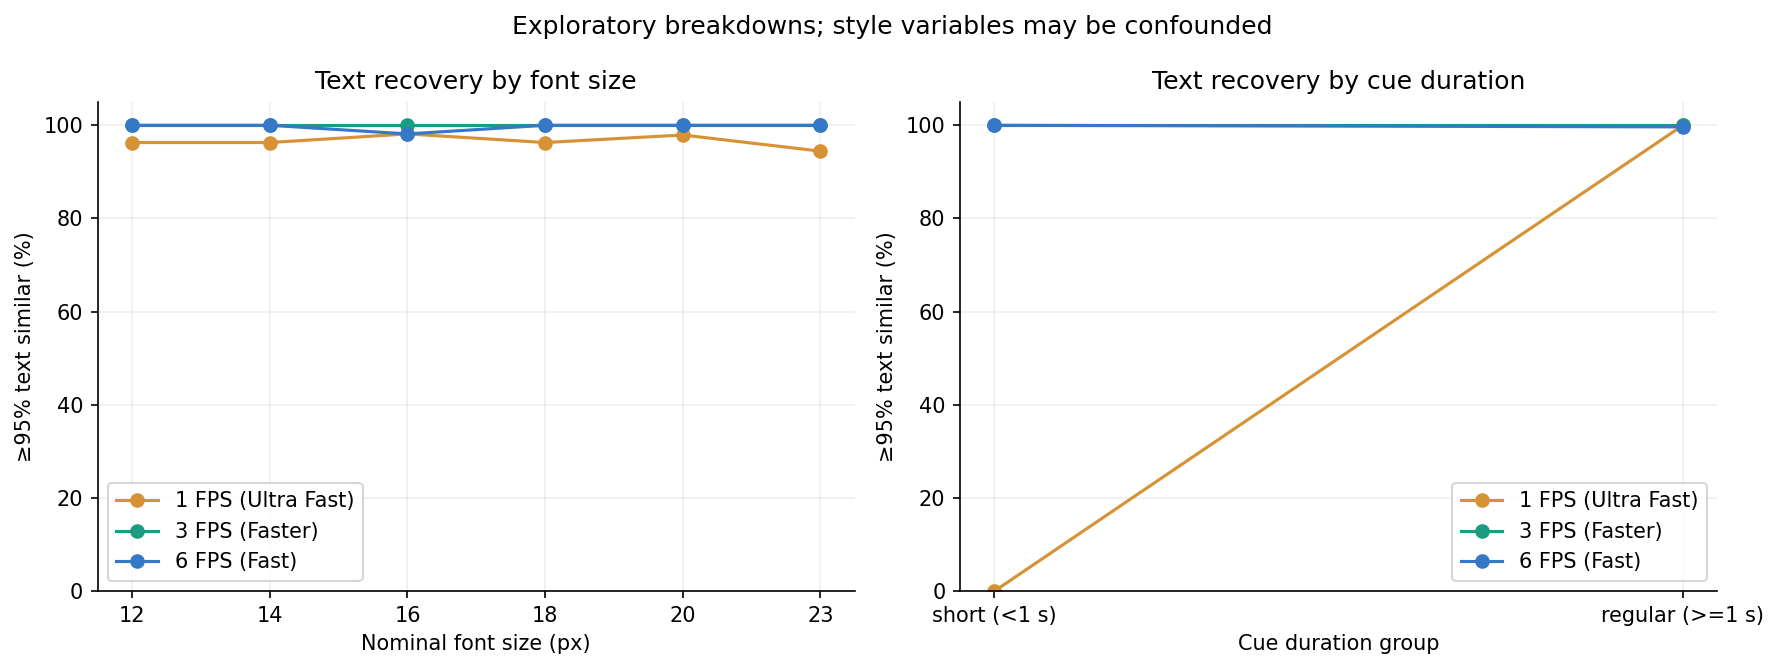 Exploratory breakdowns; style variables may be confounded
Text recovery by font size
≥95% text similar (%)
100
80
60
40
20
0
12 14 16 18 20 23
Nominal font size (px)
1 FPS (Ultra Fast)
3 FPS (Faster)
6 FPS (Fast)
Text recovery by cue duration
≥95% text similar (%)
100
80
60
40
20
0
short (<1 s) regular (>=1 s)
Cue duration group
1 FPS (Ultra Fast)
3 FPS (Faster)
6 FPS (Fast)